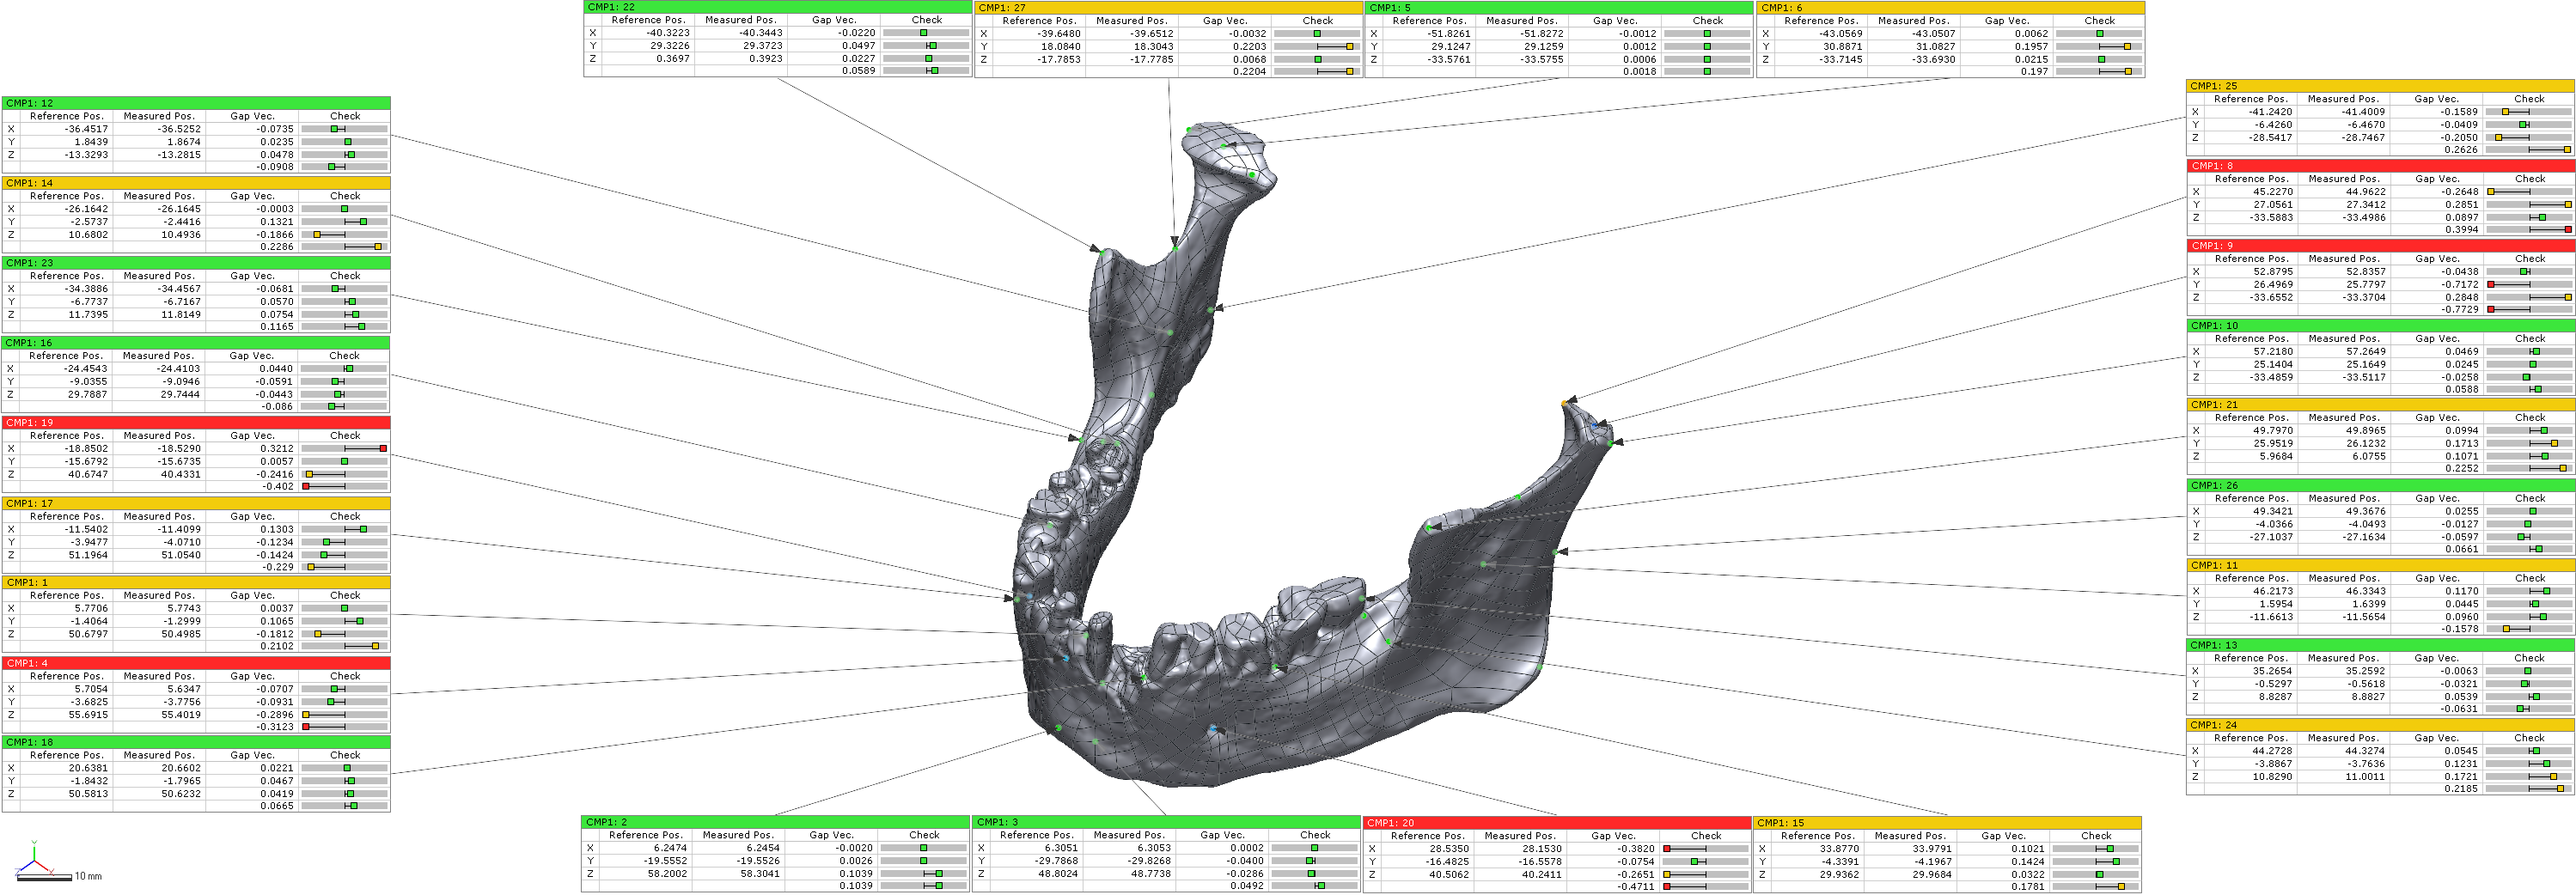 CMP1: 22
Reference Pos. Measured Pos. Gap Vec. Check
X -40.3223 -40.3443 -0.0220
Y 29.3226 29.3723 0.0497
Z 0.3697 0.3923 0.0227
0.0589
CMP1: 27
Reference Pos. Measured Pos. Gap Vec. Check
X -39.6480 -39.6512 -0.0032
Y 18.0840 18.3043 0.2203
Z -17.7853 -17.7785 0.0068
0.2204
CMP1: 5
Reference Pos. Measured Pos. Gap Vec. Check
X -51.8261 -51.8272 -0.0012
Y 29.1247 29.1259 0.0012
Z -33.5761 -33.5755 0.0006
0.0018
CMP1: 6
Reference Pos. Measured Pos. Gap Vec. Check
X -43.0569 -43.0507 0.0062
Y 30.8871 31.0827 0.1957
Z -33.7145 -33.6930 0.0215
0.197
CMP1: 12
Reference Pos. Measured Pos. Gap Vec. Check
X -36.4517 -36.5252 -0.0735
Y 1.8439 1.8674 0.0235
Z -13.3293 -13.2815 0.0478
-0.0908
CMP1: 14
Reference Pos. Measured Pos. Gap Vec. Check
X -26.1642 -26.1645 -0.0003
Y -2.5737 -2.4416 0.1321
Z 10.6802 10.4936 -0.1866
0.2286
CMP1: 23
Reference Pos. Measured Pos. Gap Vec. Check
X -34.3886 -34.4567 -0.0681
Y -6.7737 -6.7167 0.0570
Z 11.7395 11.8149 0.0754
0.1165
CMP1: 16
Reference Pos. Measured Pos. Gap Vec. Check
X -24.4543 -24.4103 0.0440
Y -9.0355 -9.0946 -0.0591
Z 29.7887 29.7444 -0.0443
-0.086
CMP1: 19
Reference Pos. Measured Pos. Gap Vec. Check
X -18.8502 -18.5290 0.3212
Y -15.6792 -15.6735 0.0057
Z 40.6747 40.4331 -0.2416
-0.402
CMP1: 17
Reference Pos. Measured Pos. Gap Vec. Check
X -11.5402 -11.4099 0.1303
Y -3.9477 -4.0710 -0.1234
Z 51.1964 51.0540 -0.1424
-0.229
CMP1: 1
Reference Pos. Measured Pos. Gap Vec. Check
X 5.7706 5.7743 0.0037
Y -1.4064 -1.2999 0.1065
Z 50.6797 50.4985 -0.1812
0.2102
CMP1: 4
Reference Pos. Measured Pos. Gap Vec. Check
X 5.7054 5.6347 -0.0707
Y -3.6825 -3.7756 -0.0931
Z 55.6915 55.4019 -0.2896
-0.3123
CMP1: 18
Reference Pos. Measured Pos. Gap Vec. Check
X 20.6381 20.6602 0.0221
Y -1.8432 -1.7965 0.0467
Z 50.5813 50.6232 0.0419
0.0665
CMP1: 25
Reference Pos. Measured Pos. Gap Vec. Check
X -41.2420 -41.4009 -0.1589
Y -6.4260 -6.4670 -0.0409
Z -28.5417 -28.7467 -0.2050
0.2626
CMP1: 8
Reference Pos. Measured Pos. Gap Vec. Check
X 45.2270 44.9622 -0.2648
Y 27.0561 27.3412 0.2851
Z -33.5883 -33.4986 0.0897
0.3994
CMP1: 9
Reference Pos. Measured Pos. Gap Vec. Check
X 52.8795 52.8357 -0.0438
Y 26.4969 25.7797 -0.7172
Z -33.6552 -33.3704 0.2848
-0.7729
CMP1: 10
Reference Pos. Measured Pos. Gap Vec. Check
X 57.2180 57.2649 0.0469
Y 25.1404 25.1649 0.0245
Z -33.4859 -33.5117 -0.0258
0.0588
CMP1: 21
Reference Pos. Measured Pos. Gap Vec. Check
X 49.7970 49.8965 0.0994
Y 25.9519 26.1232 0.1713
Z 5.9684 6.0755 0.1071
0.2252
CMP1: 26
Reference Pos. Measured Pos. Gap Vec. Check
X 49.3421 49.3676 0.0255
Y -4.0366 -4.0493 -0.0127
Z -27.1037 -27.1634 -0.0597
0.0661
CMP1: 11
Reference Pos. Measured Pos. Gap Vec. Check
X 46.2173 46.3343 0.1170
Y 1.5954 1.6399 0.0445
Z -11.6613 -11.5654 0.0960
-0.1578
CMP1: 13
Reference Pos. Measured Pos. Gap Vec. Check
X 35.2654 35.2592 -0.0063
Y -0.5297 -0.5618 -0.0321
Z 8.8287 8.8827 0.0539
-0.0631
CMP1: 24
Reference Pos. Measured Pos. Gap Vec. Check
X 44.2728 44.3274 0.0545
Y -3.8867 -3.7636 0.1231
Z 10.8290 11.0011 0.1721
0.2185
CMP1: 2
Reference Pos. Measured Pos. Gap Vec. Check
X 6.2474 6.2454 -0.0020
Y -19.5552 -19.5526 0.0026
Z 58.2002 58.3041 0.1039
0.1039
CMP1: 3
Reference Pos. Measured Pos. Gap Vec. Check
X 6.3051 6.3053 0.0002
Y -29.7868 -29.8268 -0.0400
Z 48.8024 48.7738 -0.0286
0.0492
CMP1: 20
Reference Pos. Measured Pos. Gap Vec. Check
X 28.5350 28.1530 -0.3820
Y -16.4825 -16.5578 -0.0754
Z 40.5062 40.2411 -0.2651
-0.4711
CMP1: 15
Reference Pos. Measured Pos. Gap Vec. Check
X 33.8770 33.9791 0.1021
Y -4.3391 -4.1967 0.1424
Z 29.9362 29.9684 0.0322
0.1781
Y
Z X
10 mm